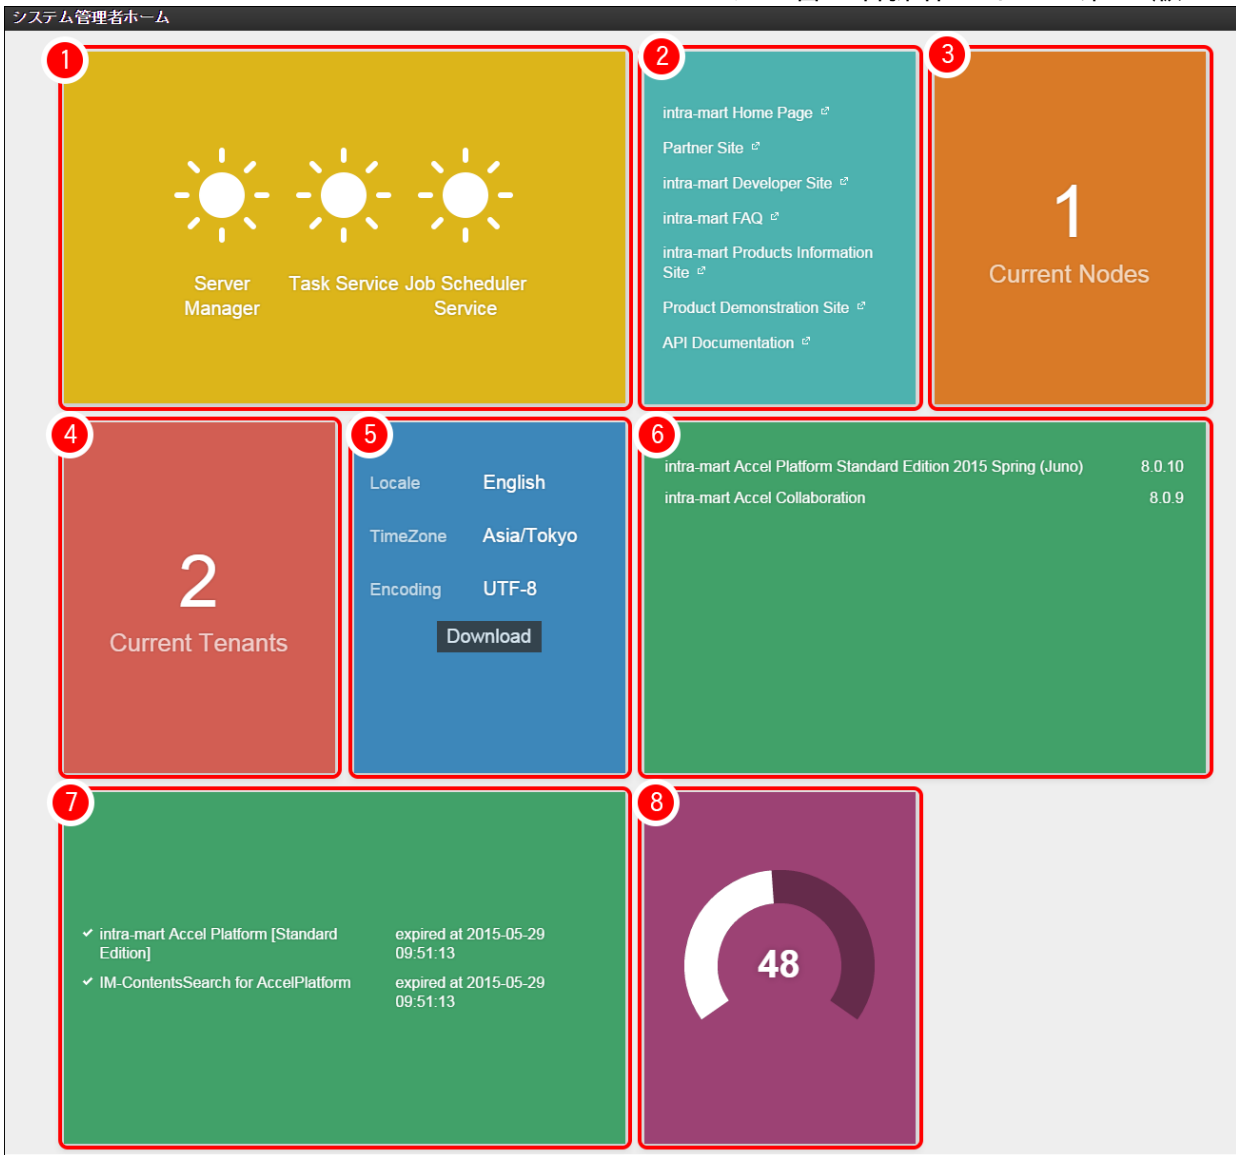 システム管理者ホーム
1
Server
Manager
Task Service
Job Scheduler
Service
2
intra-mart Home Page
Partner Site
intra-mart Developer Site
intra-mart FAQ
intra-mart Products Information
Site
Product Demonstration Site
API Documentation
3
1
Current Nodes
4
2
Current Tenants
5
Locale English
TimeZone Asia/Tokyo
Encoding UTF-8
Download
6
intra-mart Accel Platform Standard Edition 2015 Spring (Juno) 8.0.10
intra-mart Accel Collaboration 8.0.9
7
intra-mart Accel Platform [Standard
Edition]
expired at 2015-05-29
09:51:13
IM-ContentsSearch for AccelPlatform
expired at 2015-05-29
09:51:13
8
48